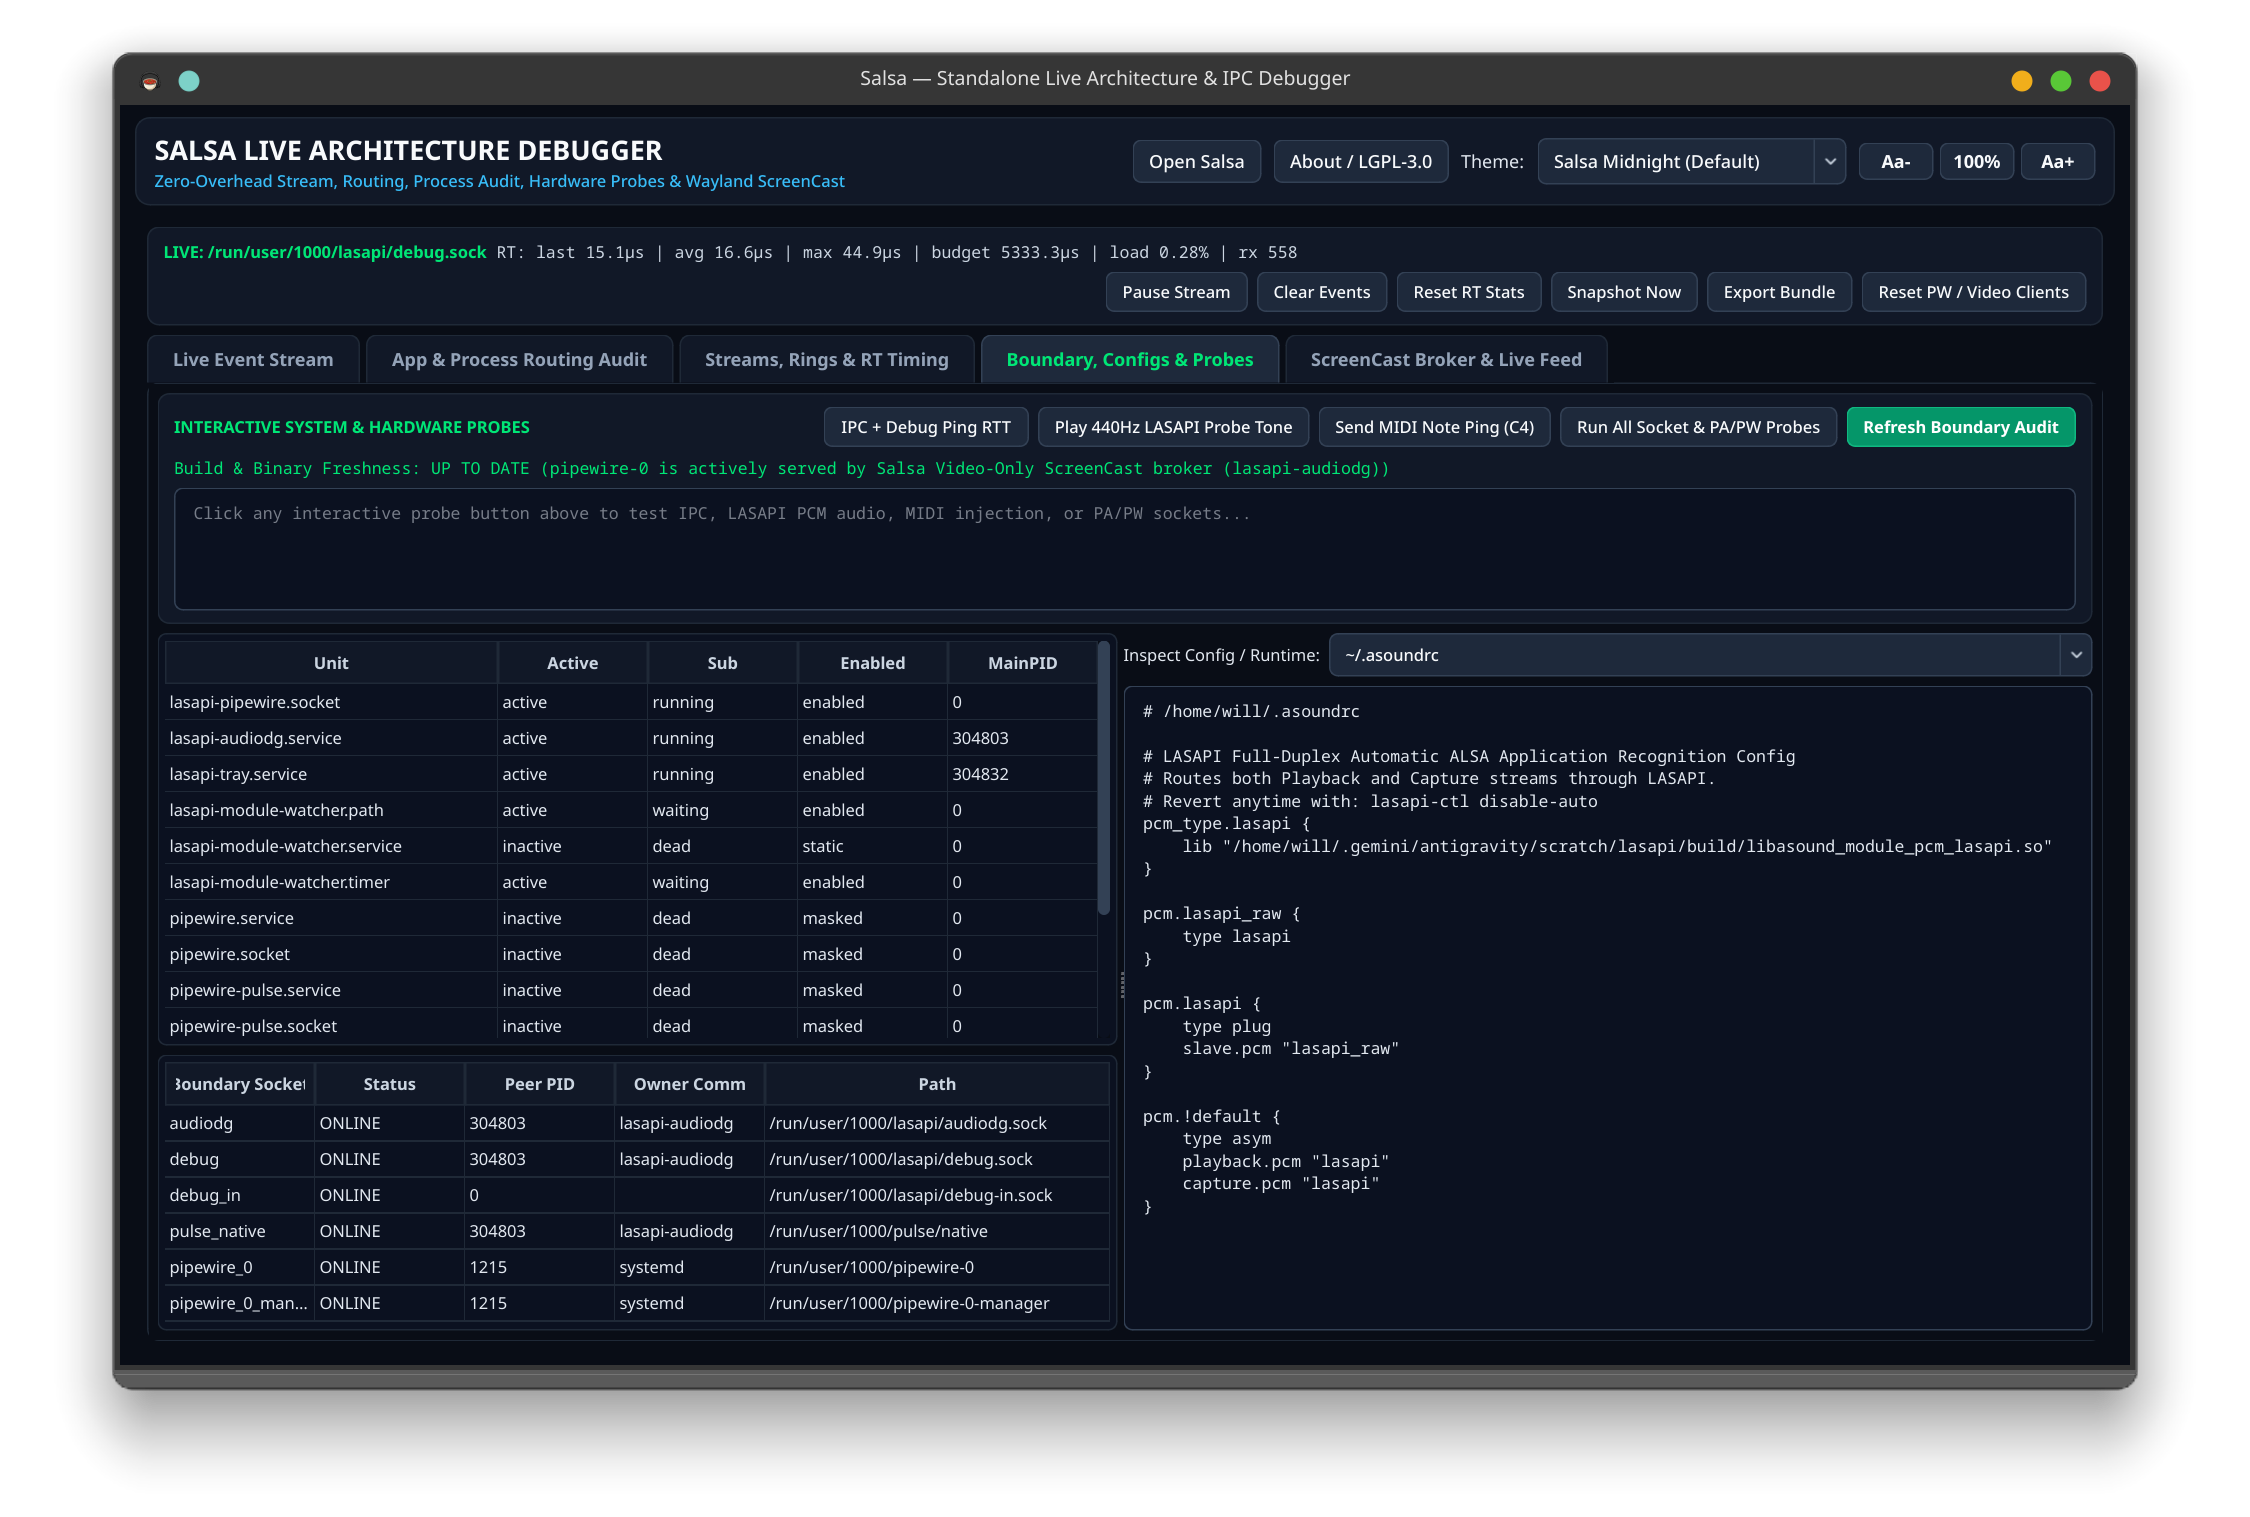 Salsa — Standalone Live Architecture & IPC Debugger
SALSA LIVE ARCHITECTURE DEBUGGER
Zero-Overhead Stream, Routing, Process Audit, Hardware Probes & Wayland ScreenCast
Open Salsa About / LGPL-3.0 Theme: Salsa Midnight (Default) Aa- 100% Aa+
LIVE: /run/user/1000/lasapi/debug.sock RT: last 15.1µs | avg 16.6µs | max 44.9µs | budget 5333.3µs | load 0.28% | rx 558
Pause Stream Clear Events Reset RT Stats Snapshot Now Export Bundle Reset PW / Video Clients
Live Event Stream App & Process Routing Audit Streams, Rings & RT Timing Boundary, Configs & Probes ScreenCast Broker & Live Feed
INTERACTIVE SYSTEM & HARDWARE PROBES IPC + Debug Ping RTT Play 440Hz LASAPI Probe Tone Send MIDI Note Ping (C4) Run All Socket & PA/PW Probes Refresh Boundary Audit
Build & Binary Freshness: UP TO DATE (pipewire-0 is actively served by Salsa Video-Only ScreenCast broker (lasapi-audiodg))
Click any interactive probe button above to test IPC, LASAPI PCM audio, MIDI injection, or PA/PW sockets...
Unit Active Sub Enabled MainPID
lasapi-pipewire.socket active running enabled 0
lasapi-audiodg.service active running enabled 304803
lasapi-tray.service active running enabled 304832
lasapi-module-watcher.path active waiting enabled 0
lasapi-module-watcher.service inactive dead static 0
lasapi-module-watcher.timer active waiting enabled 0
pipewire.service inactive dead masked 0
pipewire.socket inactive dead masked 0
pipewire-pulse.service inactive dead masked 0
pipewire-pulse.socket inactive dead masked 0
Boundary Socket Status Peer PID Owner Comm Path
audiodg ONLINE 304803 lasapi-audiodg /run/user/1000/lasapi/audiodg.sock
debug ONLINE 304803 lasapi-audiodg /run/user/1000/lasapi/debug.sock
debug_in ONLINE 0 /run/user/1000/lasapi/debug-in.sock
pulse_native ONLINE 304803 lasapi-audiodg /run/user/1000/pulse/native
pipewire_0 ONLINE 1215 systemd /run/user/1000/pipewire-0
pipewire_0_man... ONLINE 1215 systemd /run/user/1000/pipewire-0-manager
Inspect Config / Runtime: ~/.asoundrc
# /home/will/.asoundrc
# LASAPI Full-Duplex Automatic ALSA Application Recognition Config
# Routes both Playback and Capture streams through LASAPI.
# Revert anytime with: lasapi-ctl disable-auto
pcm_type.lasapi {
lib "/home/will/.gemini/antigravity/scratch/lasapi/build/libasound_module_pcm_lasapi.so"
}
pcm.lasapi_raw {
type lasapi
}
pcm.lasapi {
type plug
slave.pcm "lasapi_raw"
}
pcm.!default {
type asym
playback.pcm "lasapi"
capture.pcm "lasapi"
}